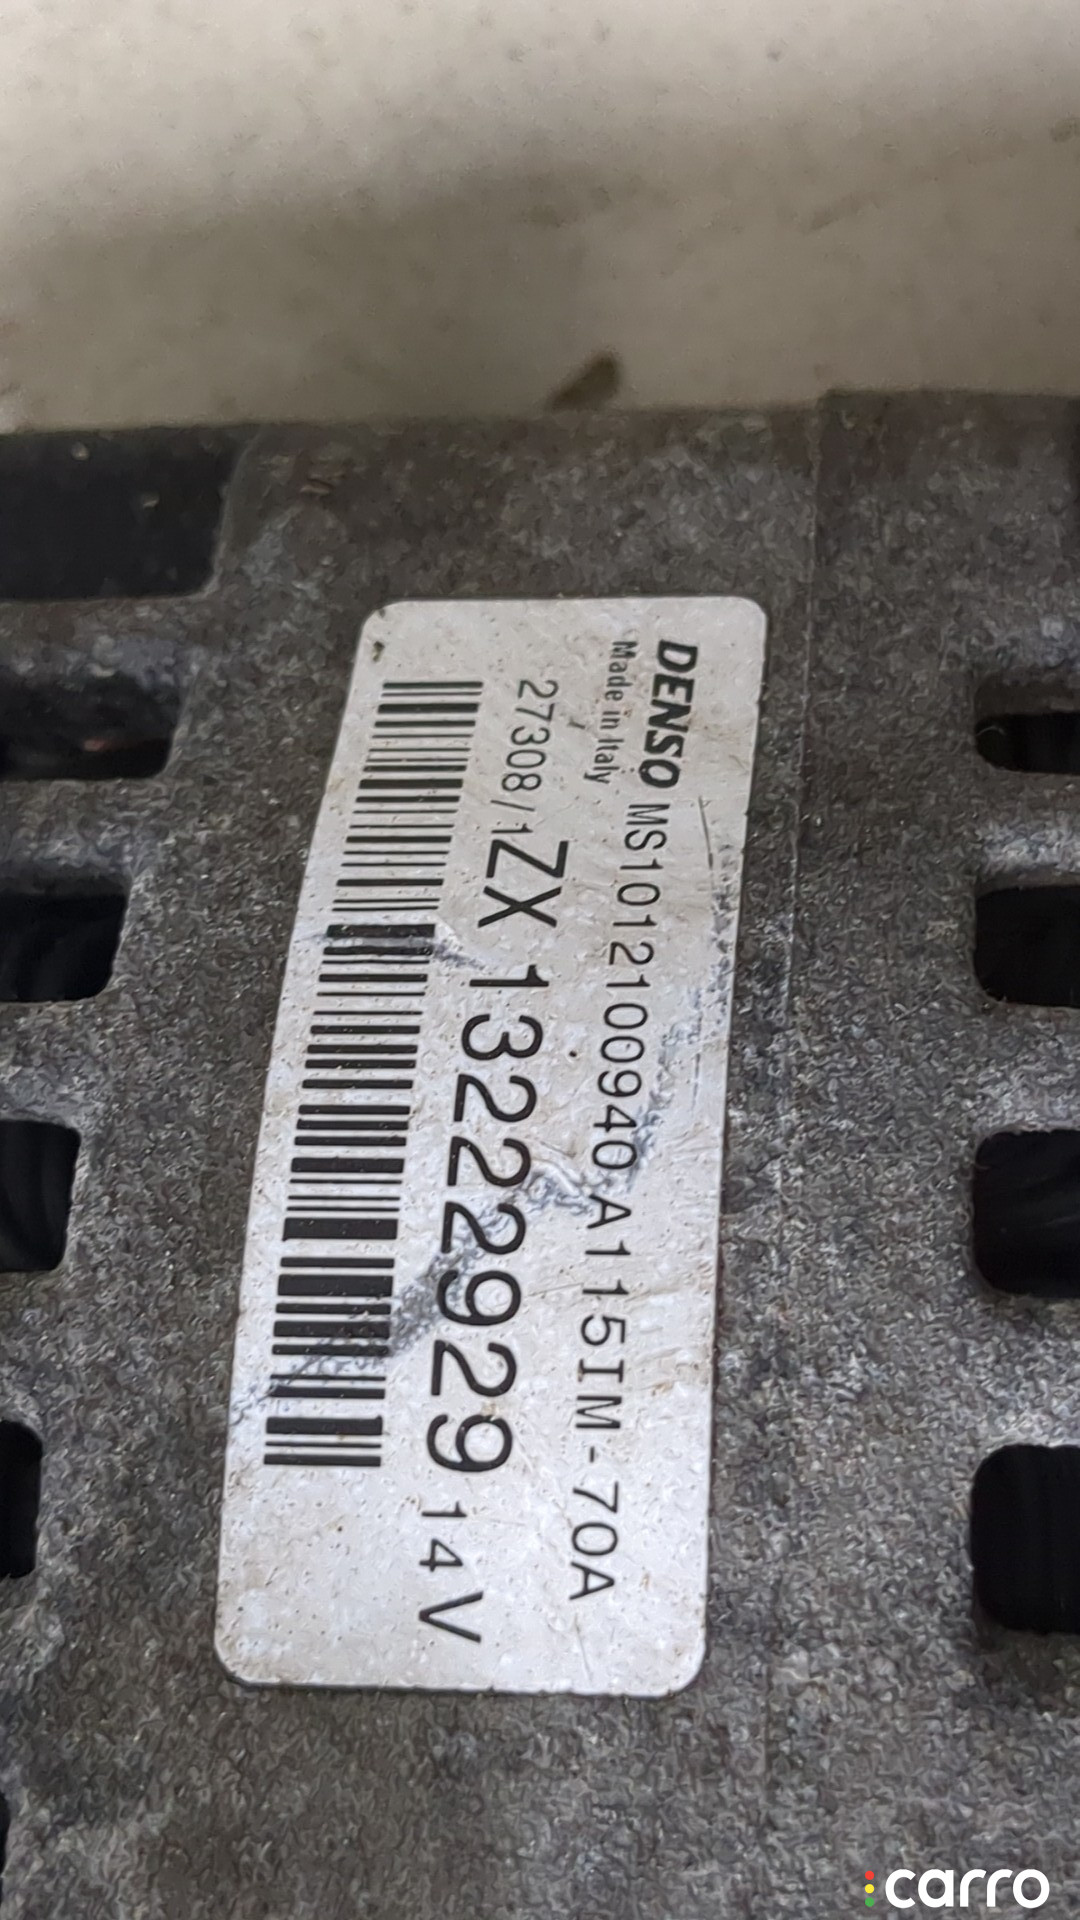 DENSO MS1012100940 A115IM-70A
Made in Italy
27308/1ZX 13222929 14V
carro